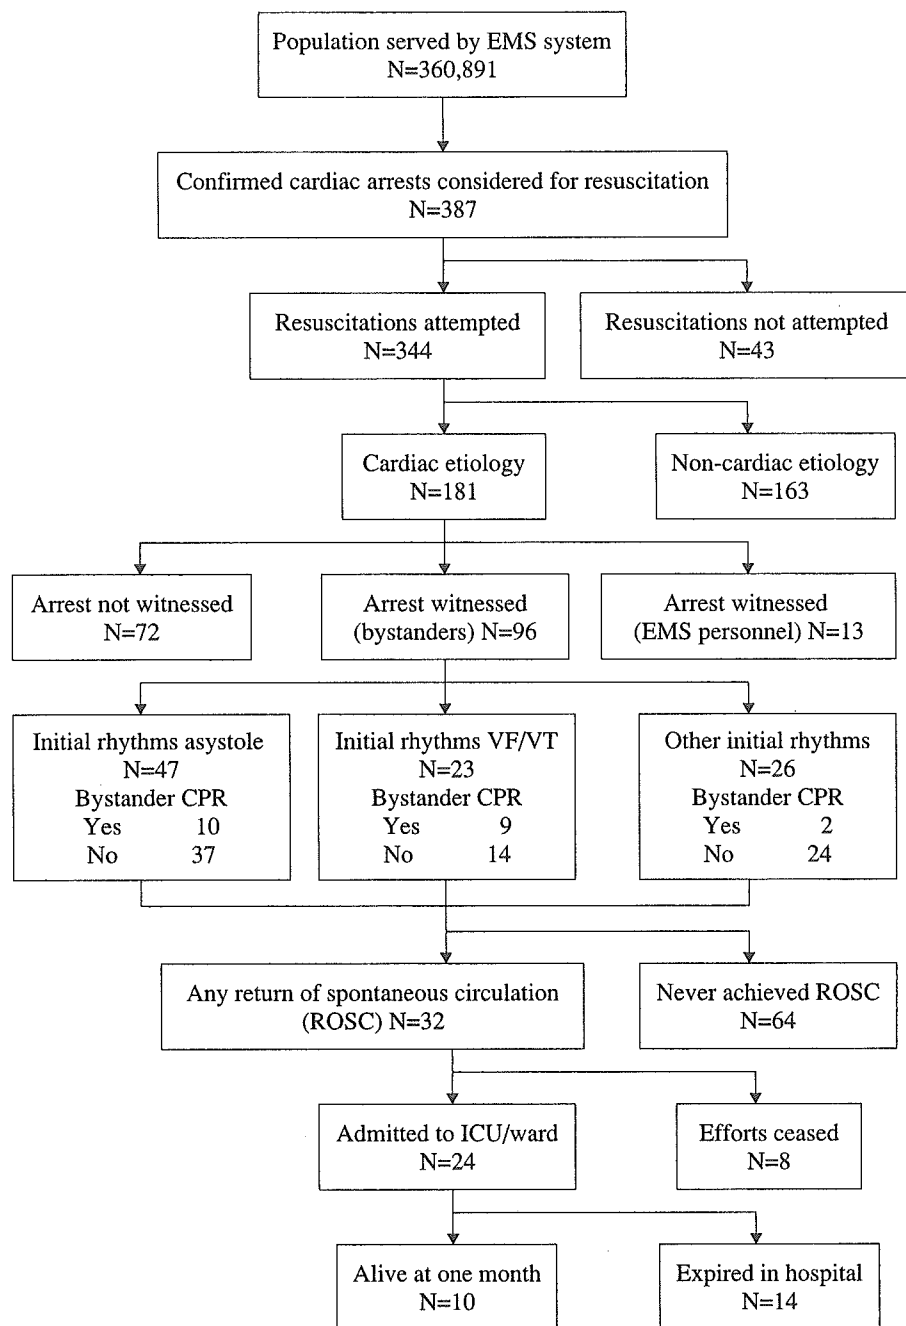 Population served by EMS system
N=360,891
Confirmed cardiac arrests considered for resuscitation
N=387
Resuscitations attempted
N=344
Resuscitations not attempted
N=43
Cardiac etiology
N=181
Non-cardiac etiology
N=163
Arrest not witnessed
N=72
Arrest witnessed
(bystanders) N=96
Arrest witnessed
(EMS personnel) N=13
Initial rhythms asystole
N=47
Bystander CPR
Yes 10
No 37
Initial rhythms VF/VT
N=23
Bystander CPR
Yes 9
No 14
Other initial rhythms
N=26
Bystander CPR
Yes 2
No 24
Any return of spontaneous circulation
(ROSC) N=32
Never achieved ROSC
N=64
Admitted to ICU/ward
N=24
Efforts ceased
N=8
Alive at one month
N=10
Expired in hospital
N=14